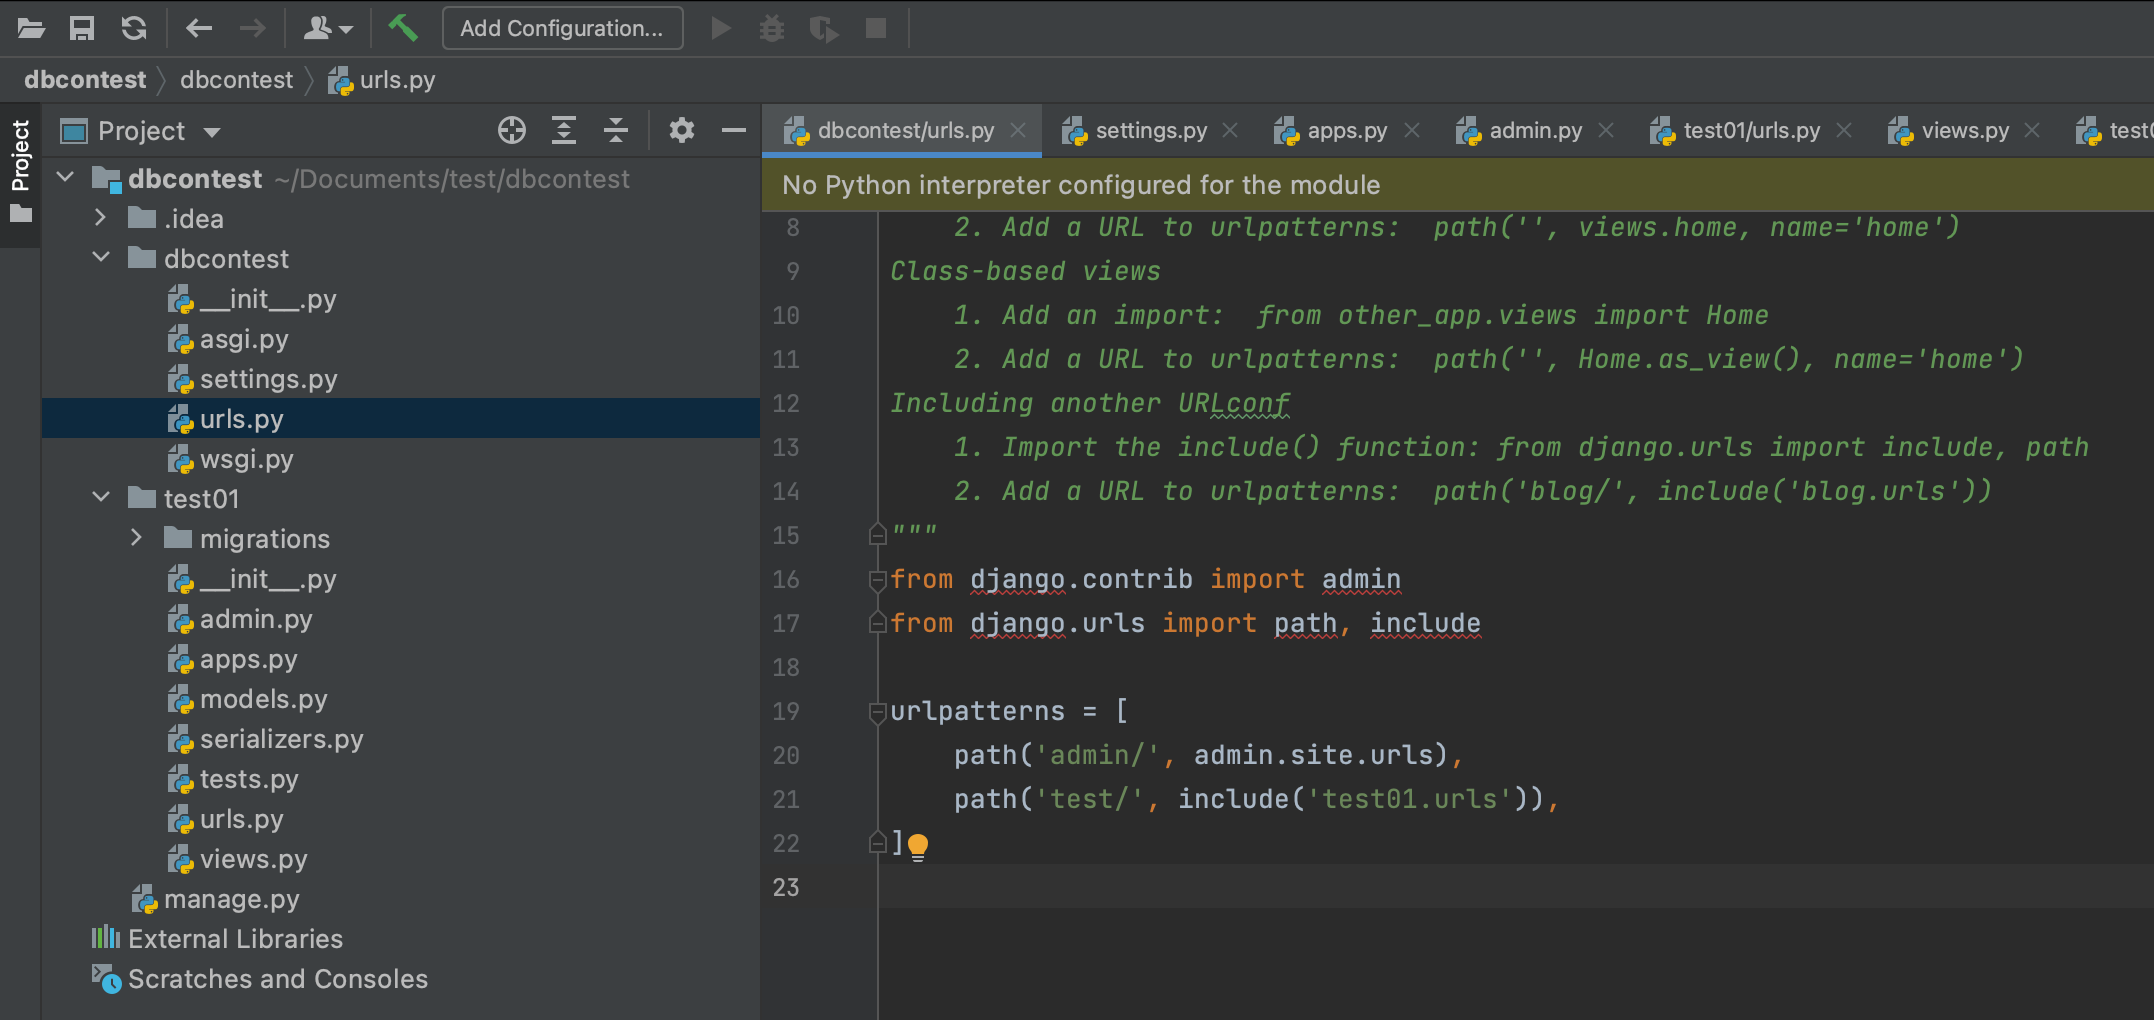 Add Configuration...
dbcontest
dbcontest
urls.py
Project
Project
dbcontest ~/Documents/test/dbcontest
.idea
dbcontest
__init__.py
asgi.py
settings.py
urls.py
wsgi.py
test01
migrations
__init__.py
admin.py
apps.py
models.py
serializers.py
tests.py
urls.py
views.py
manage.py
External Libraries
Scratches and Consoles
dbcontest/urls.py
settings.py
apps.py
admin.py
test01/urls.py
views.py
No Python interpreter configured for the module
8 2. Add a URL to urlpatterns:  path('', views.home, name='home')
9 Class-based views
10 1. Add an import:  from other_app.views import Home
11 2. Add a URL to urlpatterns:  path('', Home.as_view(), name='home')
12 Including another URLconf
13 1. Import the include() function: from django.urls import include, path
14 2. Add a URL to urlpatterns:  path('blog/', include('blog.urls'))
15 """
16 from django.contrib import admin
17 from django.urls import path, include
18
19 urlpatterns = [
20 path('admin/', admin.site.urls),
21 path('test/', include('test01.urls')),
22 ]
23